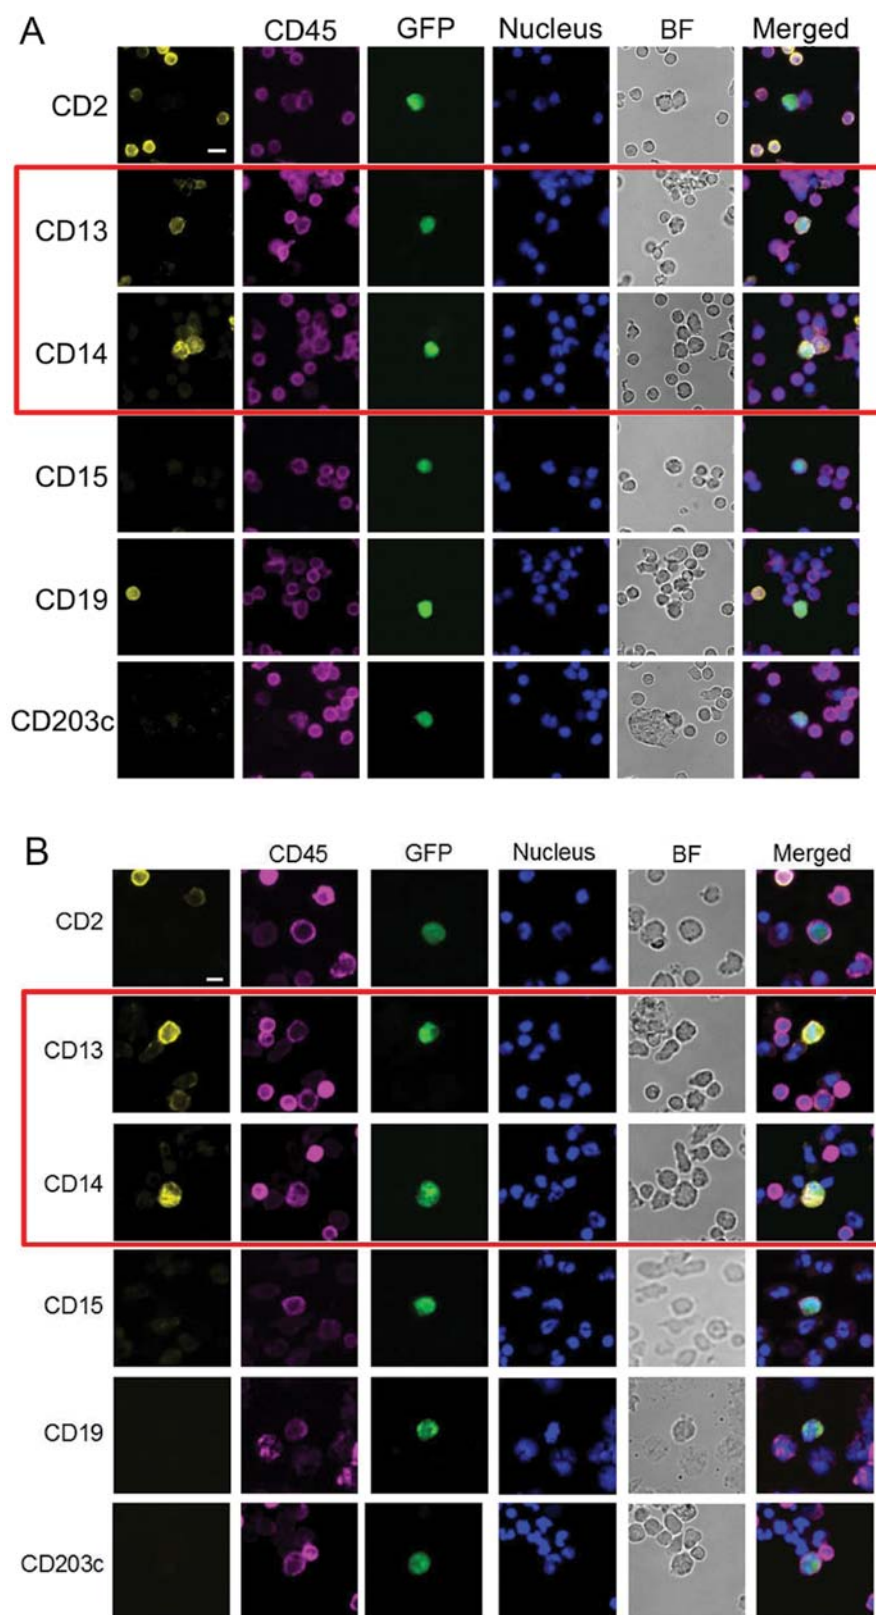 A
CD45 GFP Nucleus BF Merged
CD2
CD13
CD14
CD15
CD19
CD203c
B
CD45 GFP Nucleus BF Merged
CD2
CD13
CD14
CD15
CD19
CD203c